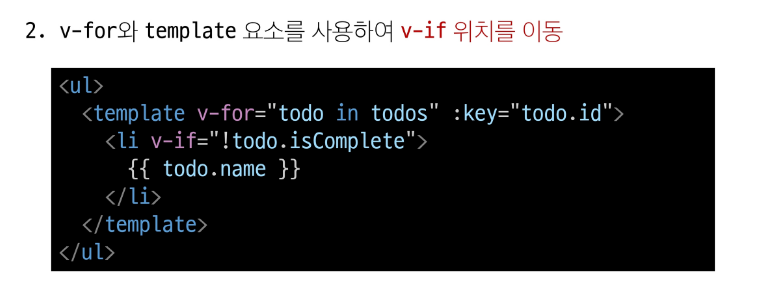 2. v-for와 template 요소를 사용하여 v-if 위치를 이동
<ul>
  <template v-for="todo in todos" :key="todo.id">
    <li v-if="!todo.isComplete">
      {{ todo.name }}
    </li>
  </template>
</ul>